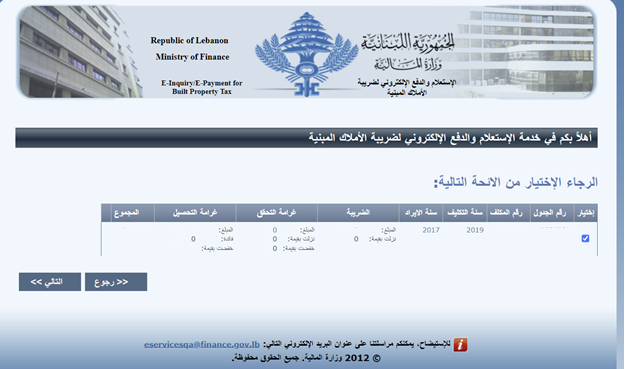 Republic of Lebanon
Ministry of Finance
E-Inquiry/E-Payment for
Built Property Tax
الجمهورية اللبنانية
وزارة المالية
الإستعلام والدفع الإلكتروني لضريبة
الأملاك المبنية
أهلاً بكم في خدمة الإستعلام والدفع الإلكتروني لضريبة الأملاك المبنية
الرجاء الإختيار من الائحة التالية:
إختيار رقم الجدول رقم المكلف سنة التكليف سنة الإيراد الضريبة غرامة التحقق غرامة التحصيل المجموع
2019 2017 المبلغ: المبلغ: 0 المبلغ:
نزلت بقيمة: 0 نزلت بقيمة: 0 فائدة: 0
خفضت بقيمة: 0 خفضت بقيمة:
<< رجوع
التالي >>
للإستيضاح، يمكنكم مراسلتنا على عنوان البريد الإلكتروني التالي: eservicesqa@finance.gov.lb
© 2012 وزارة المالية. جميع الحقوق محفوظة.